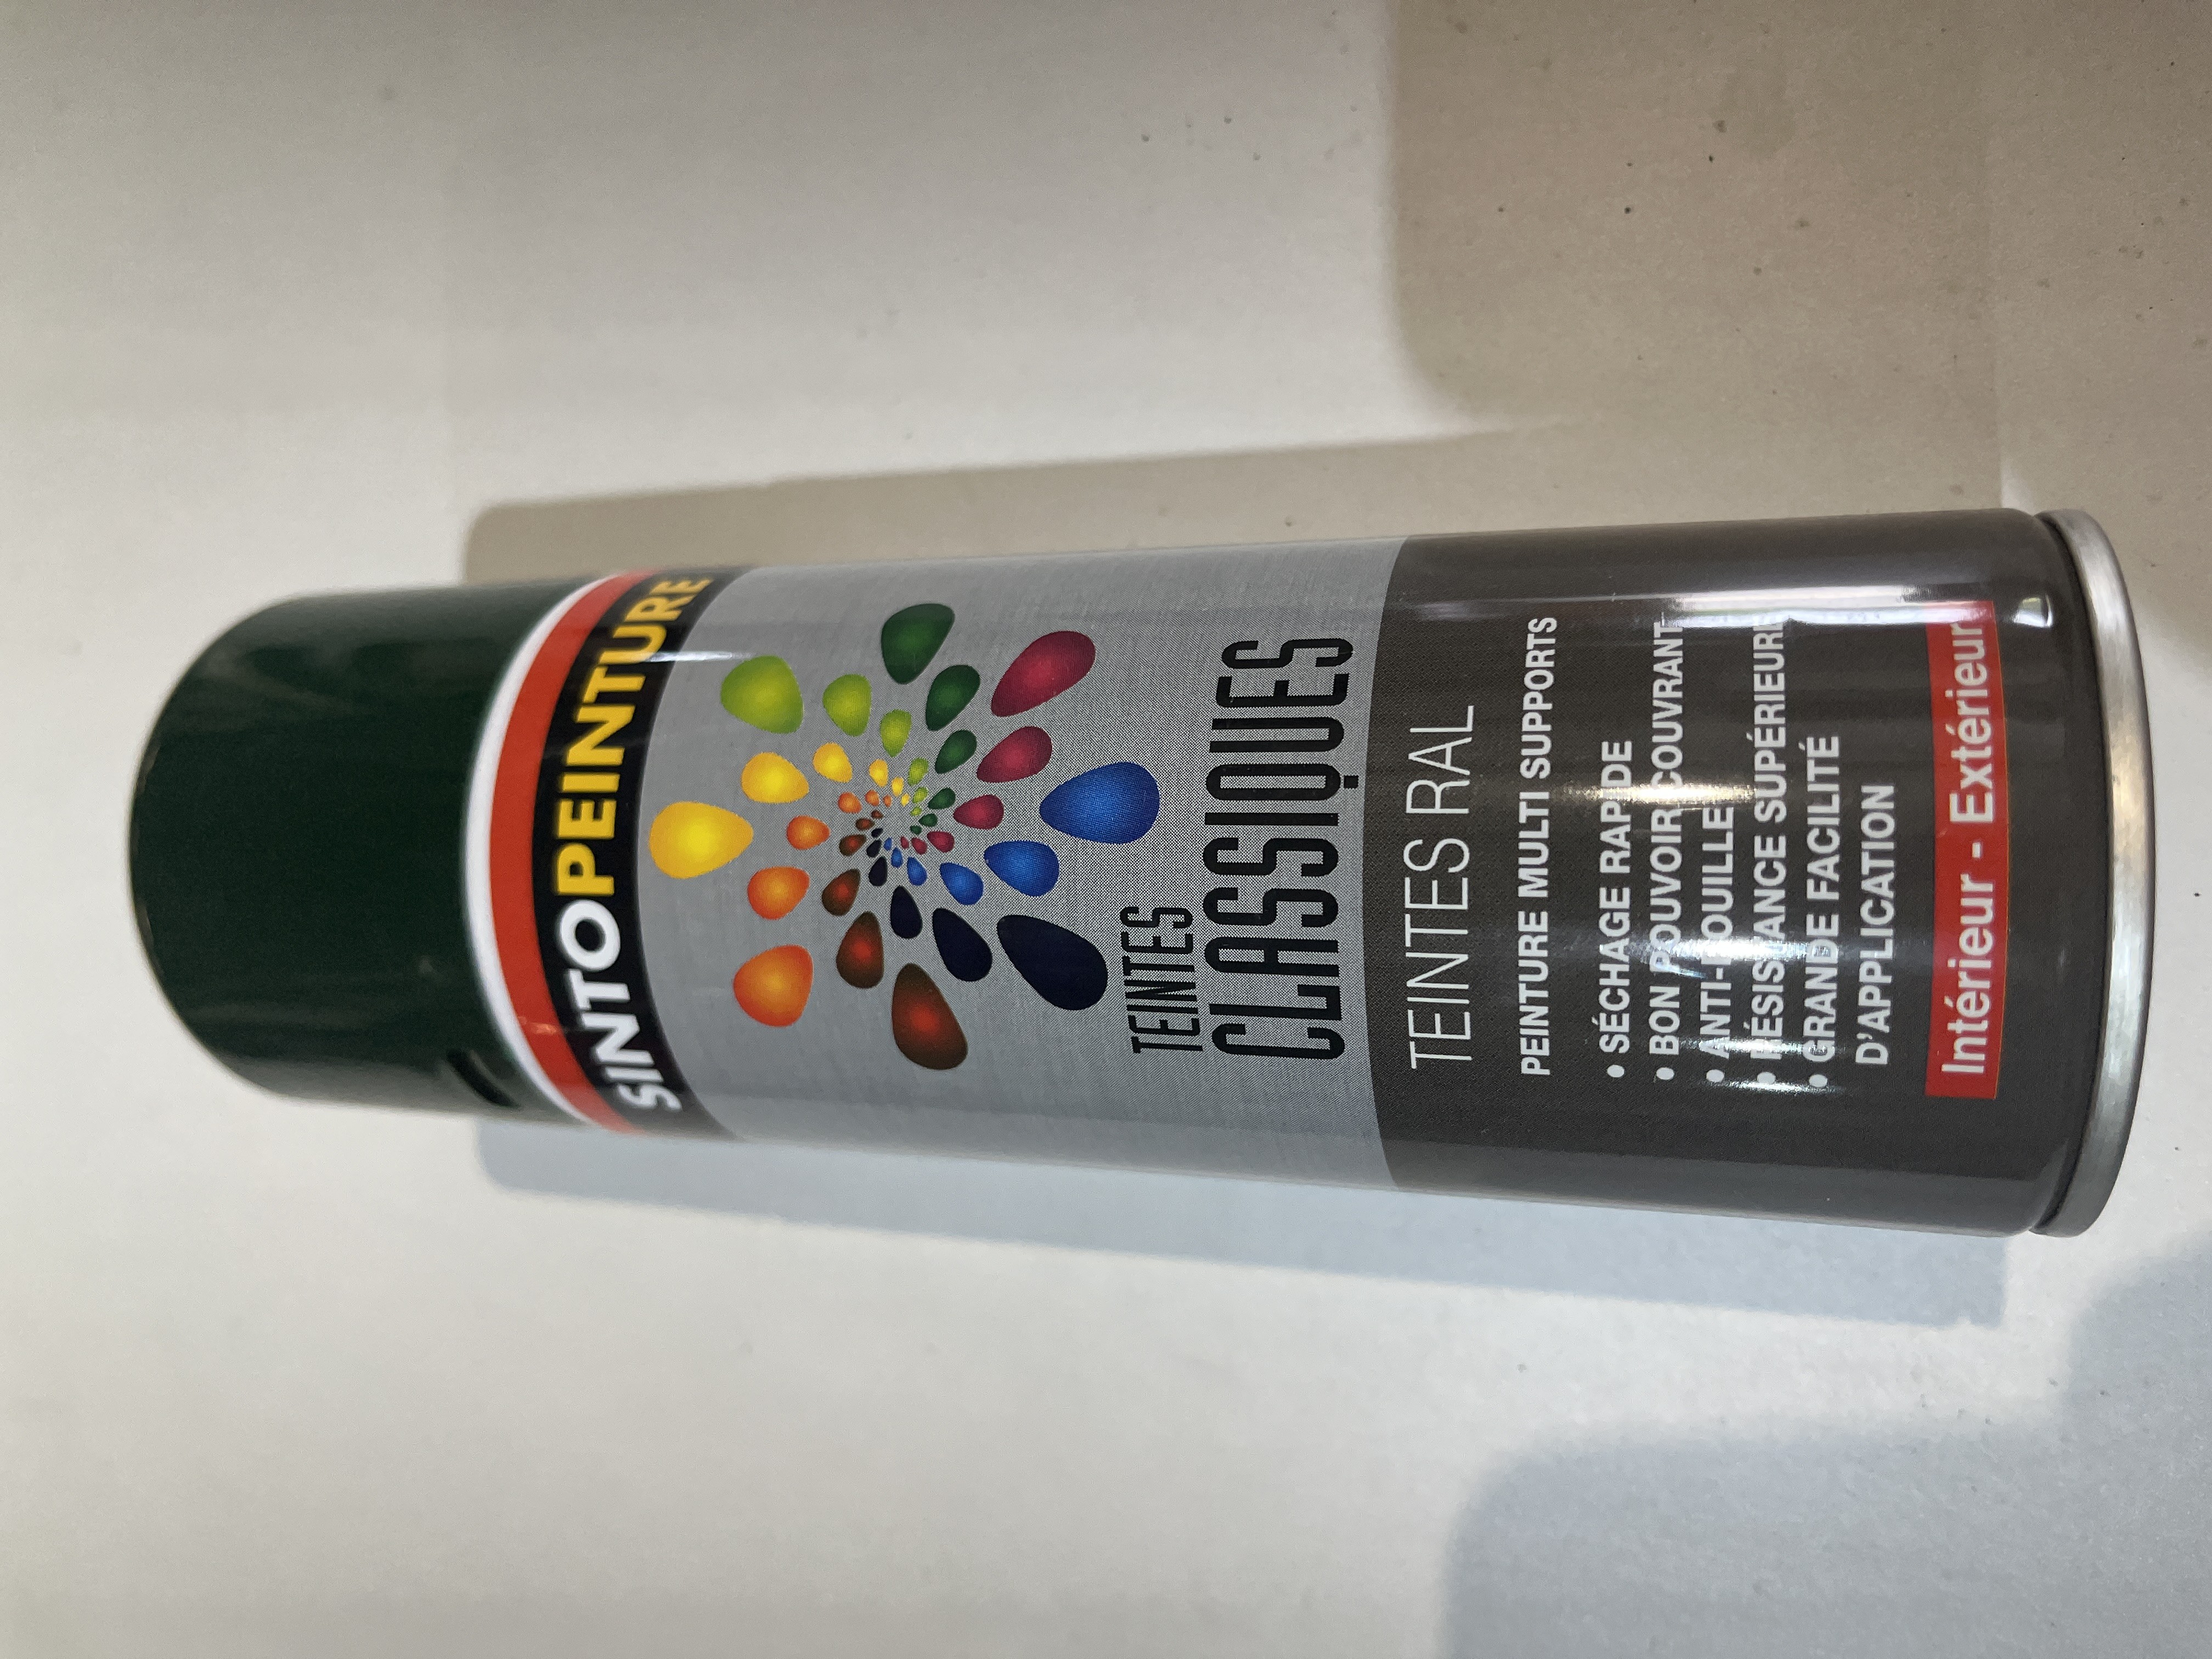 SINTOPEINTURE
TEINTES
CLASSIQUES
TEINTES RAL
PEINTURE MULTI SUPPORTS
• SÉCHAGE RAPIDE
• BON POUVOIR COUVRANT
• ANTI-ROUILLE
• RÉSISTANCE SUPÉRIEURE
• GRANDE FACILITÉ
D'APPLICATION
Intérieur - Extérieur